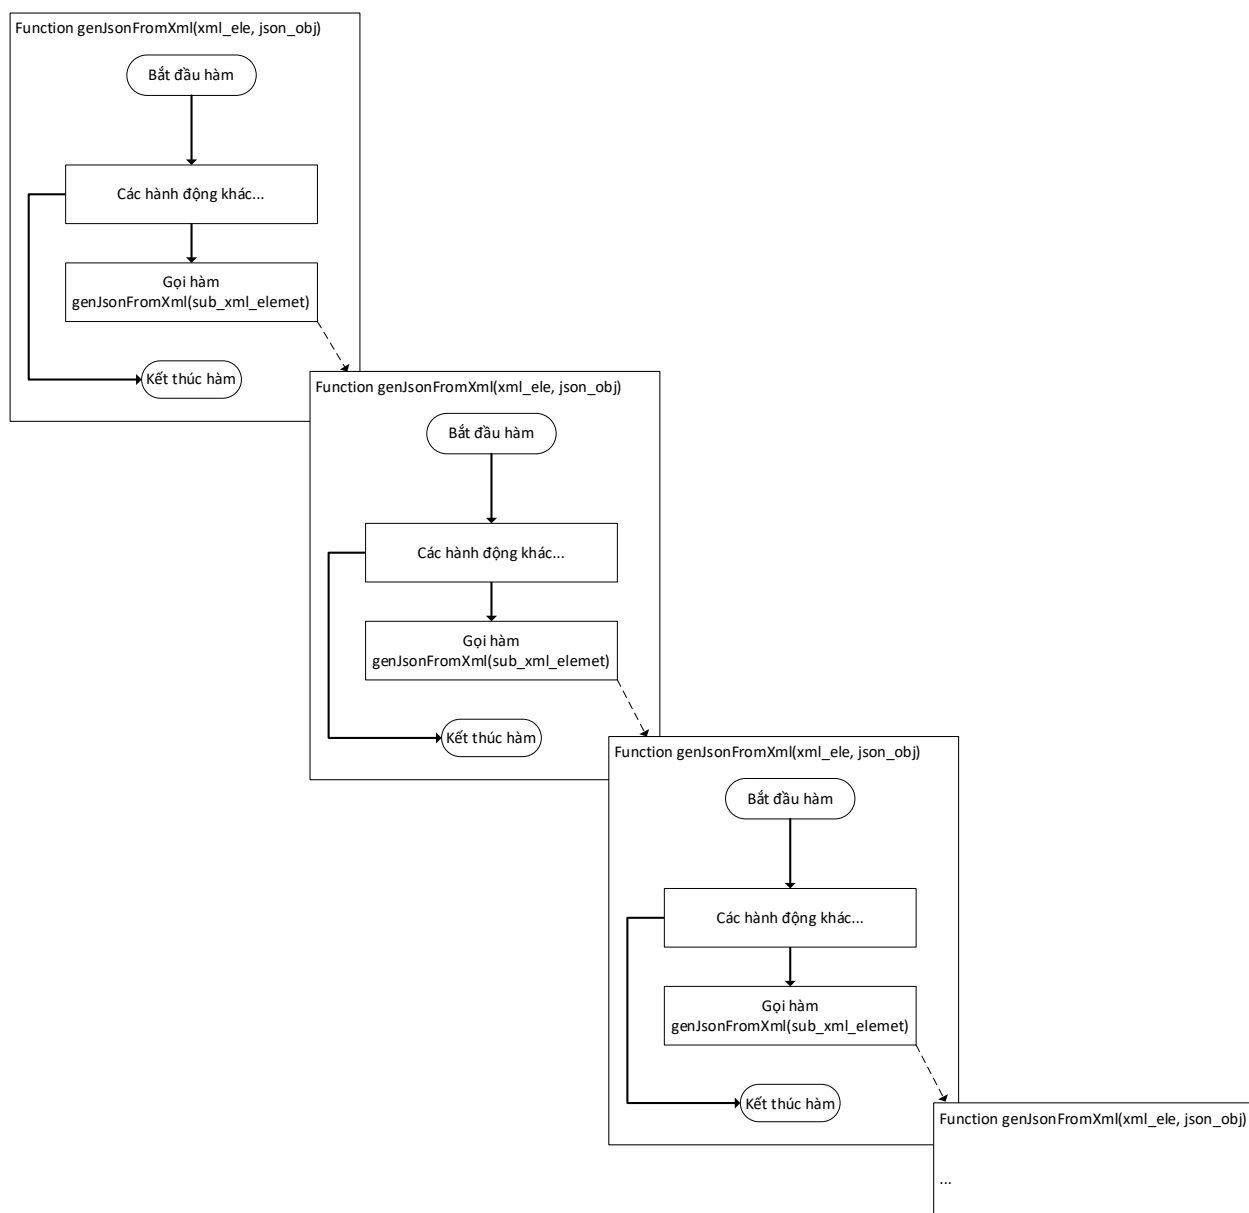 Function genJsonFromXml(xml_ele, json_obj)
Bắt đầu hàm
Các hành động khác...
Gọi hàm
genJsonFromXml(sub_xml_elemet)
Kết thúc hàm
Function genJsonFromXml(xml_ele, json_obj)
Bắt đầu hàm
Các hành động khác...
Gọi hàm
genJsonFromXml(sub_xml_elemet)
Kết thúc hàm
Function genJsonFromXml(xml_ele, json_obj)
Bắt đầu hàm
Các hành động khác...
Gọi hàm
genJsonFromXml(sub_xml_elemet)
Kết thúc hàm
Function genJsonFromXml(xml_ele, json_obj)
...